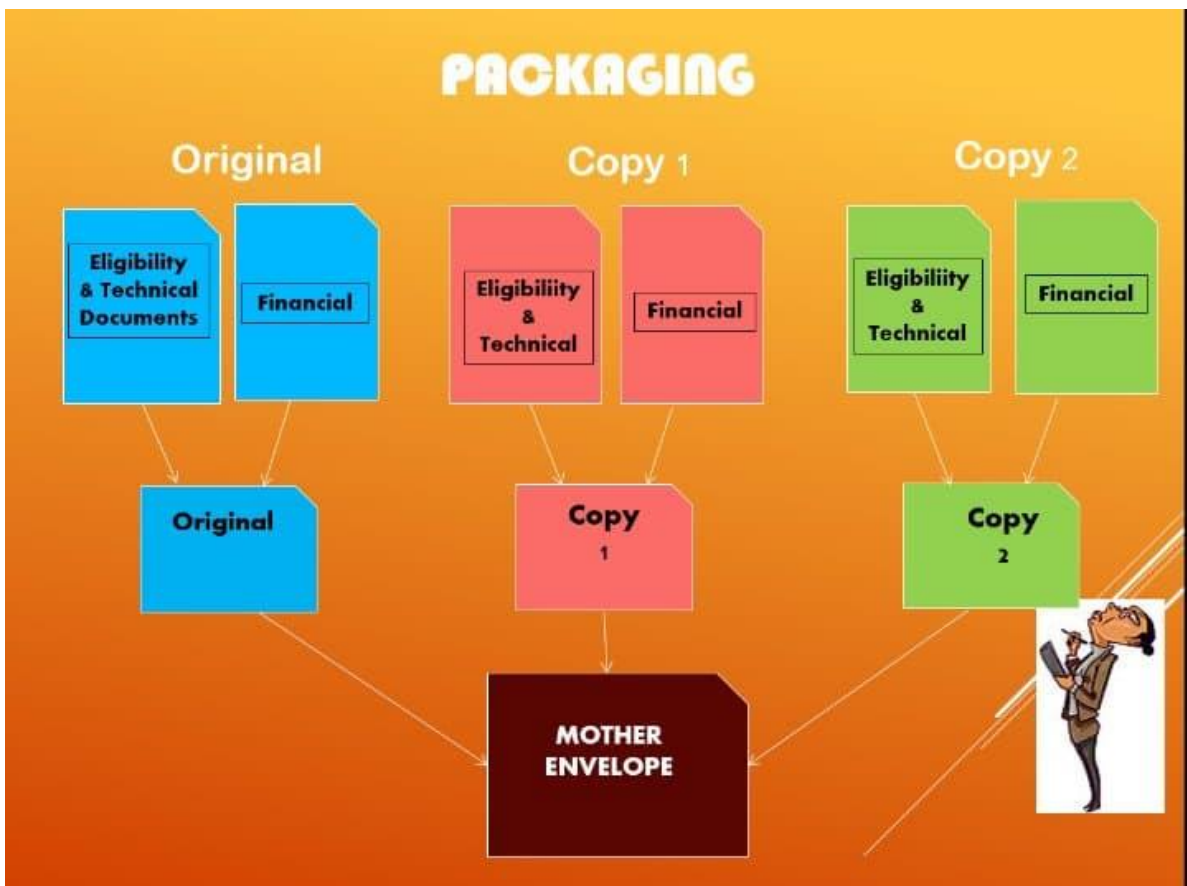 PACKAGING
Original
Copy 1
Copy 2
Eligibility
& Technical
Documents
Financial
Eligibiliity
&
Technical
Financial
Eligibiliity
&
Technical
Financial
Original
Copy
1
Copy
2
MOTHER
ENVELOPE